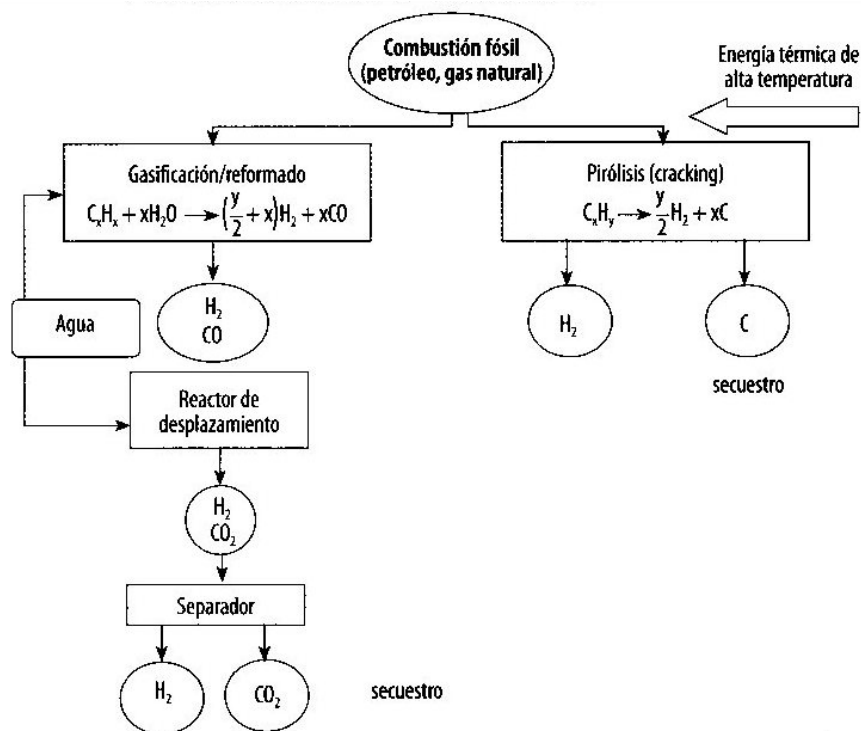 Combustión fósil
(petróleo, gas natural)
Energía térmica de
alta temperatura
Gasificación/reformado
CₓHₓ + xH₂O → (y/2 + x)H₂ + xCO
Pirólisis (cracking)
CₓHᵧ → y/2 H₂ + xC
Agua
H₂
CO
H₂
C
secuestro
Reactor de
desplazamiento
H₂
CO₂
Separador
H₂
CO₂
secuestro